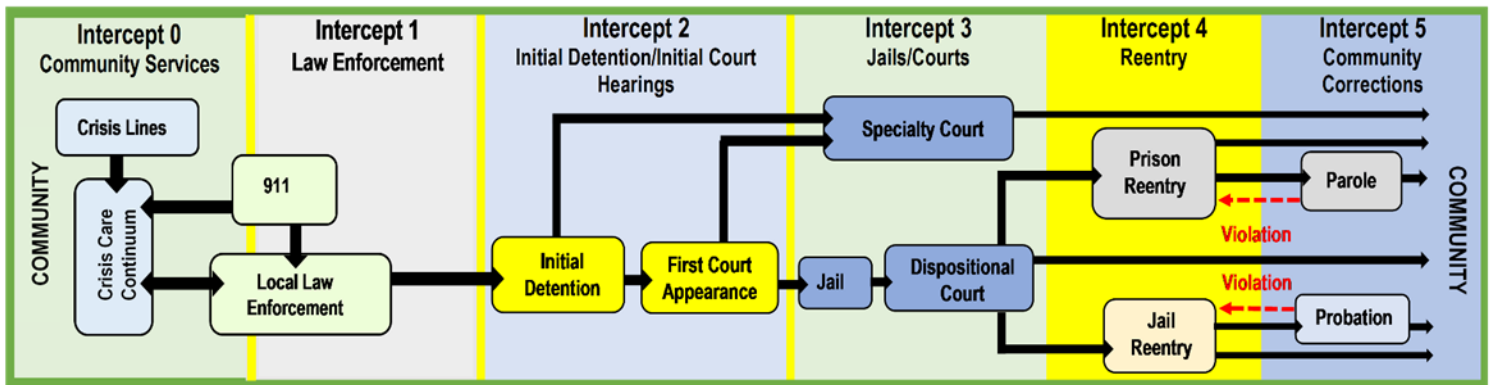 Intercept 0
Community Services
Intercept 1
Law Enforcement
Intercept 2
Initial Detention/Initial Court
Hearings
Intercept 3
Jails/Courts
Intercept 4
Reentry
Intercept 5
Community
Corrections
COMMUNITY
Crisis Lines
Crisis Care
Continuum
911
Local Law
Enforcement
Initial
Detention
First Court
Appearance
Specialty Court
Jail
Dispositional
Court
Prison
Reentry
Parole
Violation
Violation
Jail
Reentry
Probation
COMMUNITY